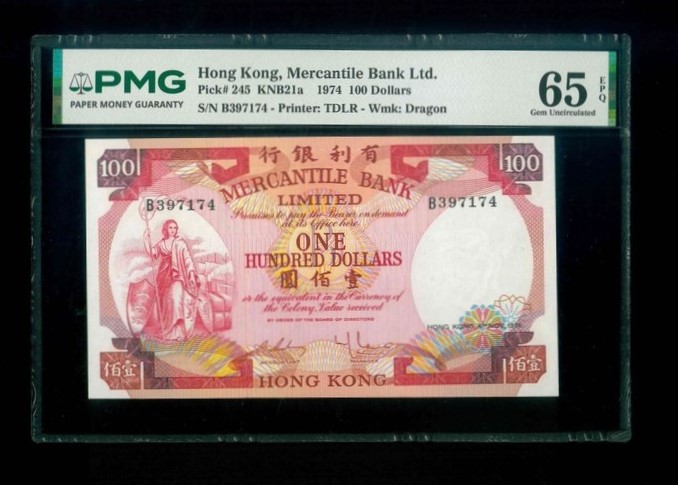 PMG
PAPER MONEY GUARANTY
Hong Kong, Mercantile Bank Ltd.
Pick# 245 KNB21a 1974 100 Dollars
S/N B397174 - Printer: TDLR - Wmk: Dragon
65 EPQ
Gem Uncirculated
行銀利有
100
100
MERCANTILE BANK
LIMITED
B397174
B397174
Promises to pay the Bearer on demand
at its Office here
ONE
HUNDRED DOLLARS
圓佰壹
or the equivalent in the Currency of
the Colony, Value received
BY ORDER OF THE BOARD OF DIRECTORS
HONG KONG
佰壹
佰壹
HONG KONG